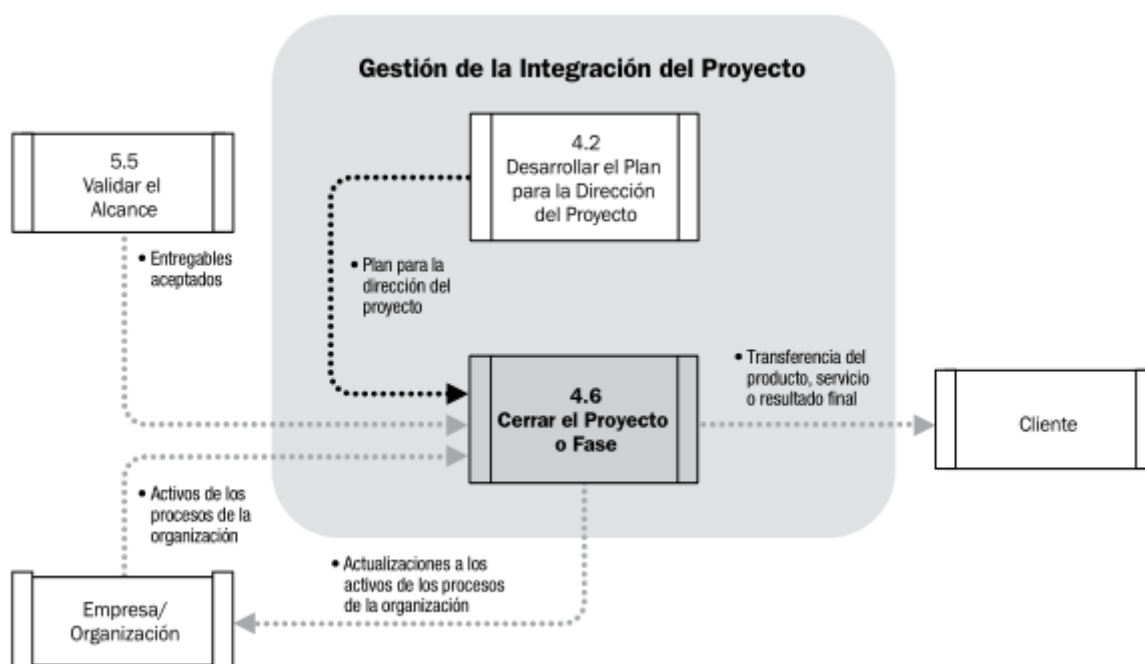 Gestión de la Integración del Proyecto
5.5
Validar el
Alcance
4.2
Desarrollar el Plan
para la Dirección
del Proyecto
• Entregables
aceptados
• Plan para la
dirección del
proyecto
4.6
Cerrar el Proyecto
o Fase
• Transferencia del
producto, servicio
o resultado final
Cliente
• Activos de los
procesos de la
organización
• Actualizaciones a los
activos de los procesos
de la organización
Empresa/
Organización